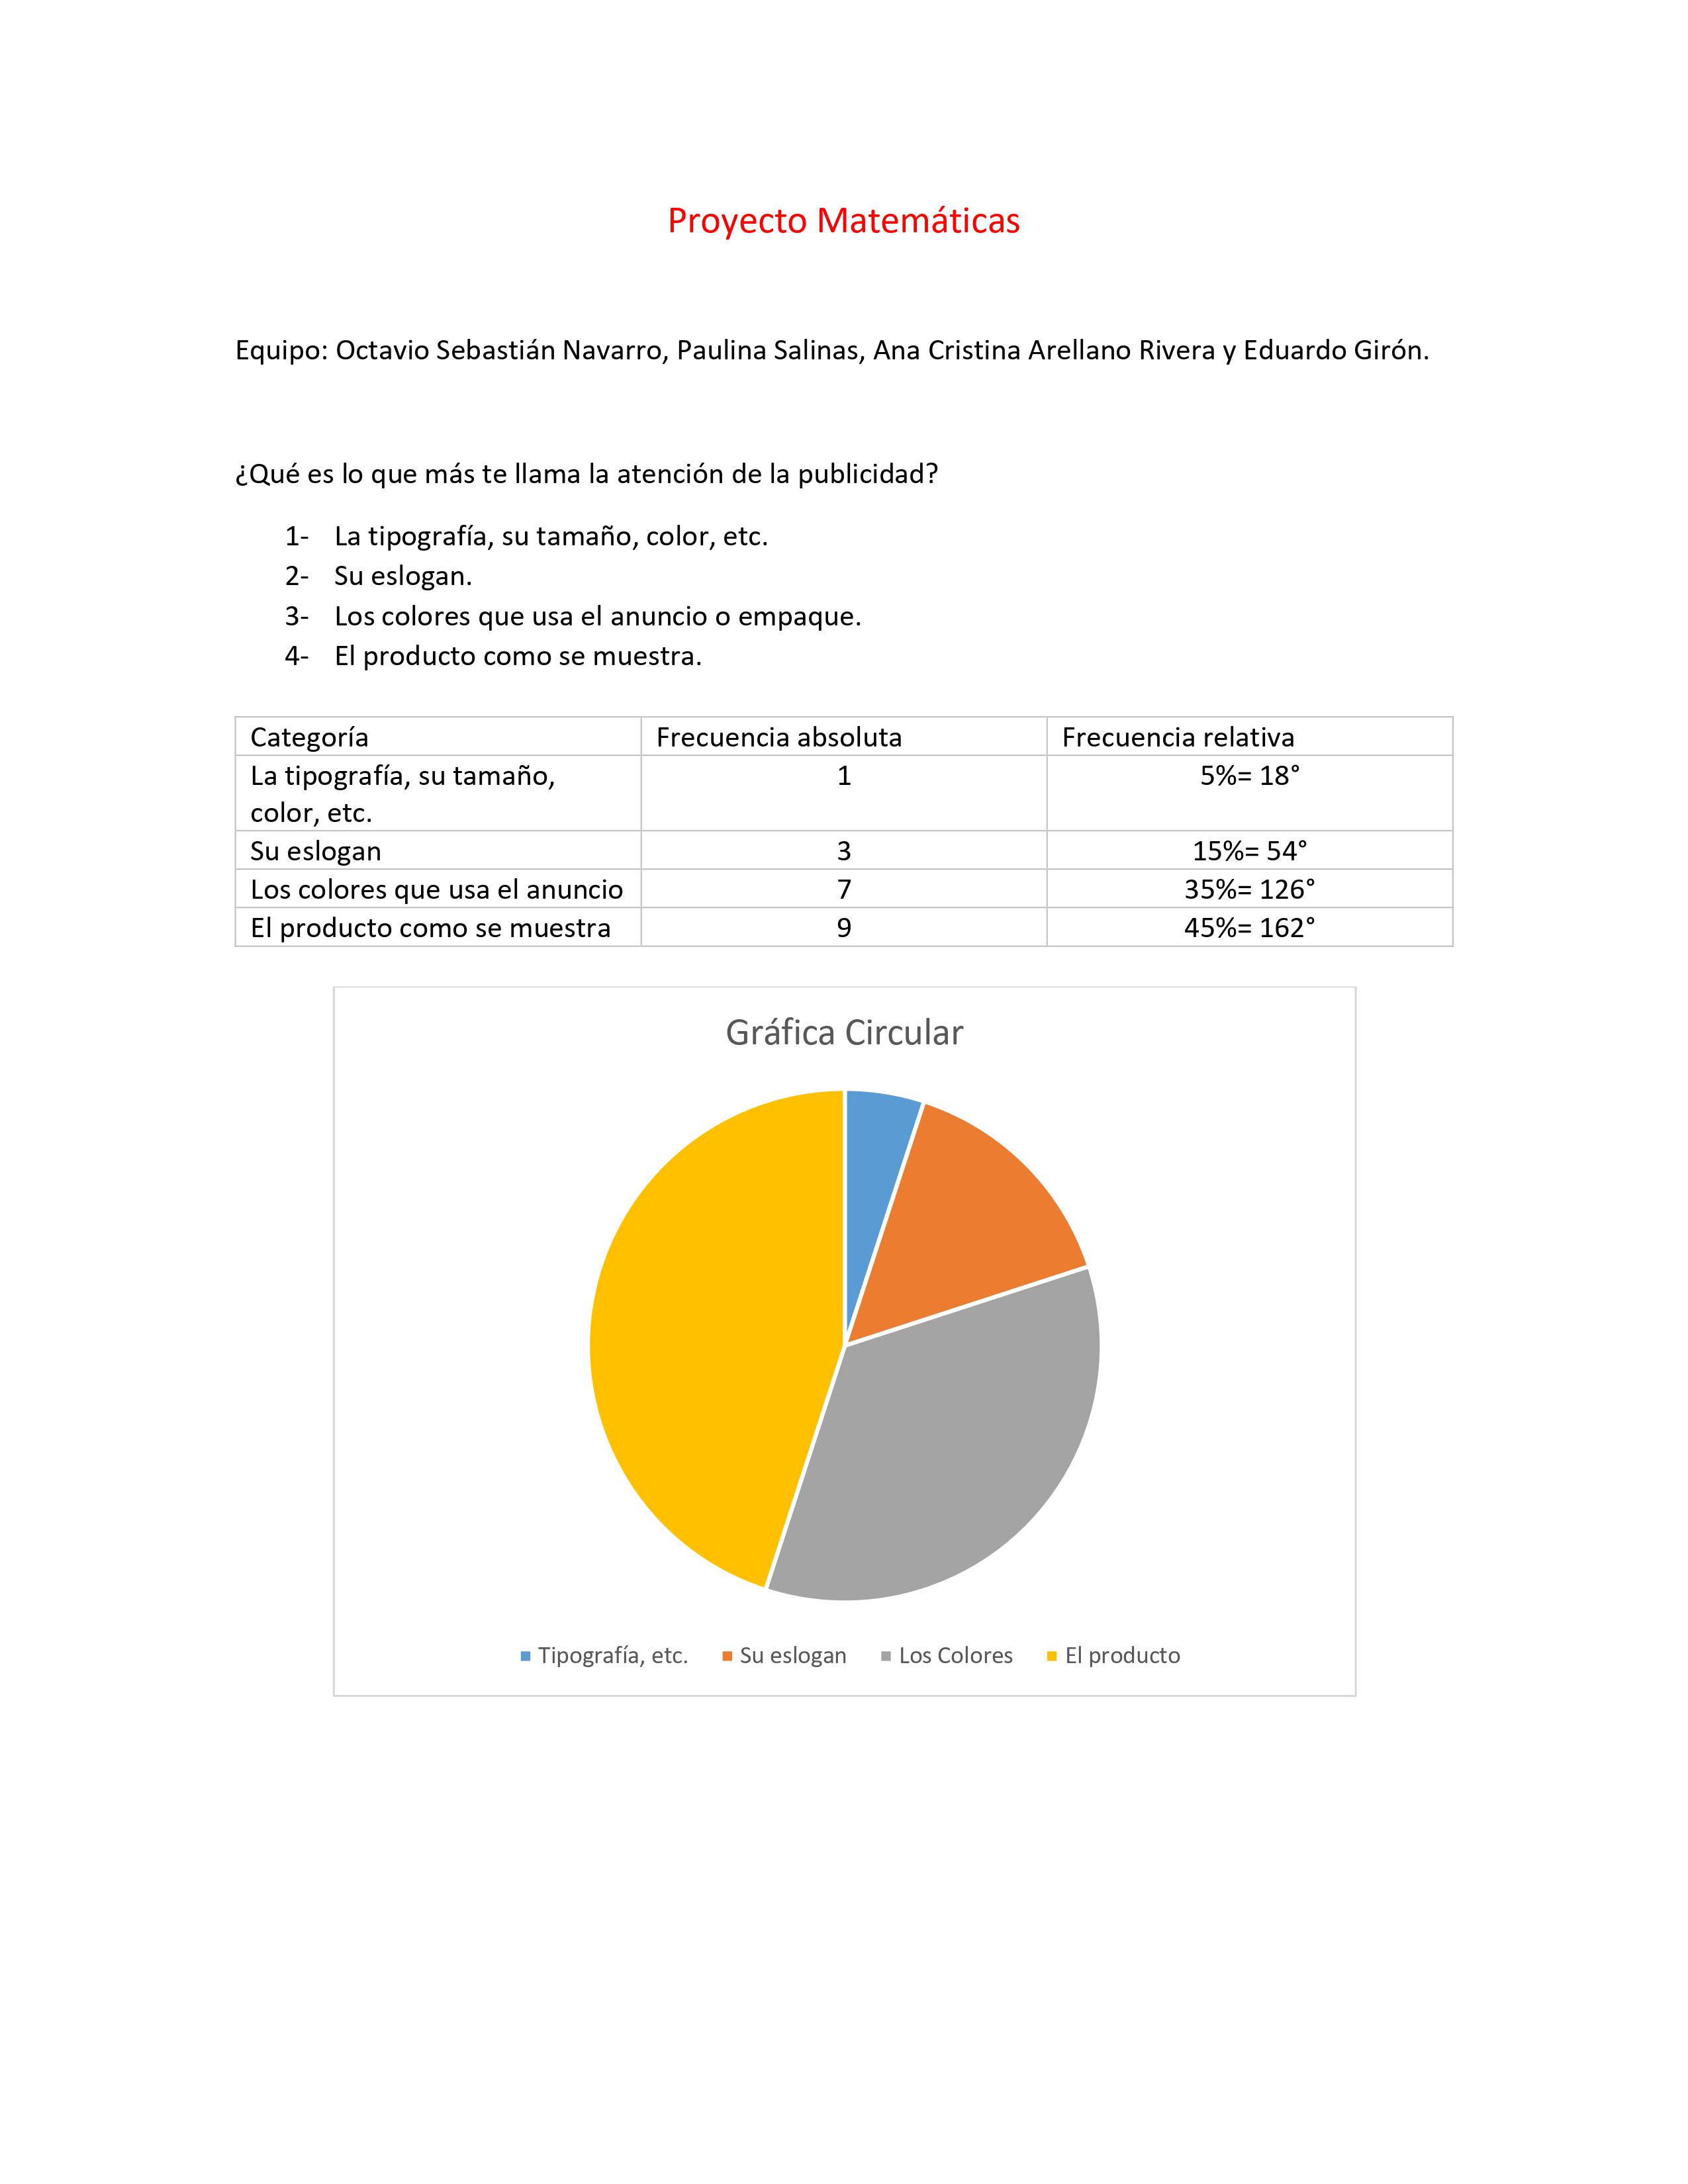 Proyecto Matemáticas
Equipo: Octavio Sebastián Navarro, Paulina Salinas, Ana Cristina Arellano Rivera y Eduardo Girón.
¿Qué es lo que más te llama la atención de la publicidad?
1- La tipografía, su tamaño, color, etc.
2- Su eslogan.
3- Los colores que usa el anuncio o empaque.
4- El producto como se muestra.
Categoría Frecuencia absoluta Frecuencia relativa
La tipografía, su tamaño, 1 5%= 18°
color, etc.
Su eslogan 3 15%= 54°
Los colores que usa el anuncio 7 35%= 126°
El producto como se muestra 9 45%= 162°
Gráfica Circular
Tipografía, etc. Su eslogan Los Colores El producto